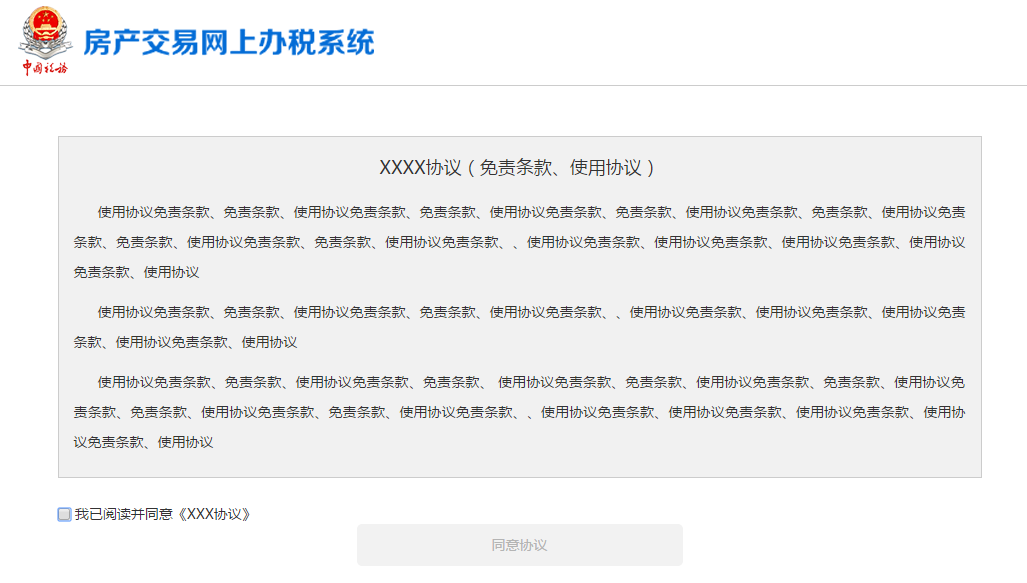 中国税务
房产交易网上办税系统
XXXX协议（免责条款、使用协议）
使用协议免责条款、免责条款、使用协议免责条款、免责条款、使用协议免责条款、免责条款、使用协议免责条款、免责条款、使用协议免责
条款、免责条款、使用协议免责条款、免责条款、使用协议免责条款、、使用协议免责条款、使用协议免责条款、使用协议免责条款、使用协议
免责条款、使用协议
使用协议免责条款、免责条款、使用协议免责条款、免责条款、使用协议免责条款、、使用协议免责条款、使用协议免责条款、使用协议免责
条款、使用协议免责条款、使用协议
使用协议免责条款、免责条款、使用协议免责条款、免责条款、 使用协议免责条款、免责条款、使用协议免责条款、免责条款、使用协议免
责条款、免责条款、使用协议免责条款、免责条款、使用协议免责条款、、使用协议免责条款、使用协议免责条款、使用协议免责条款、使用协
议免责条款、使用协议
我已阅读并同意《XXX协议》
同意协议